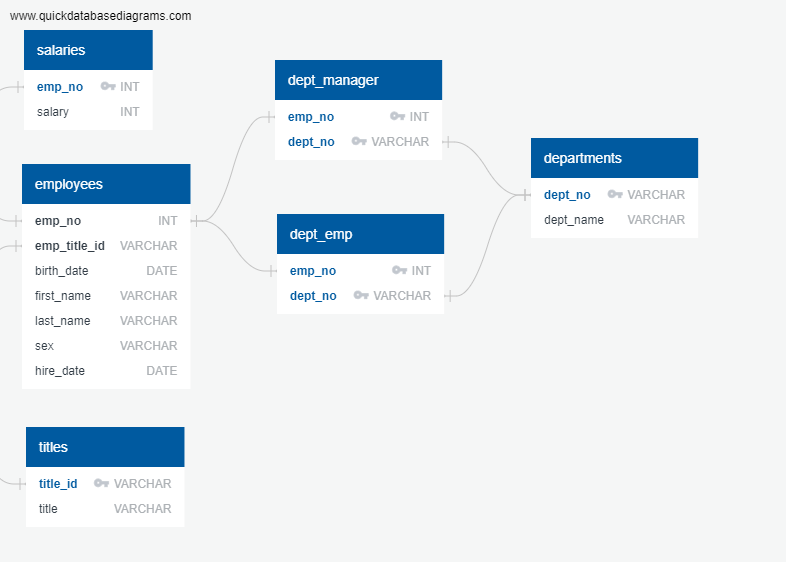 www.quickdatabasediagrams.com
salaries
emp_no INT
salary INT
employees
emp_no INT
emp_title_id VARCHAR
birth_date DATE
first_name VARCHAR
last_name VARCHAR
sex VARCHAR
hire_date DATE
titles
title_id VARCHAR
title VARCHAR
dept_manager
emp_no INT
dept_no VARCHAR
dept_emp
emp_no INT
dept_no VARCHAR
departments
dept_no VARCHAR
dept_name VARCHAR